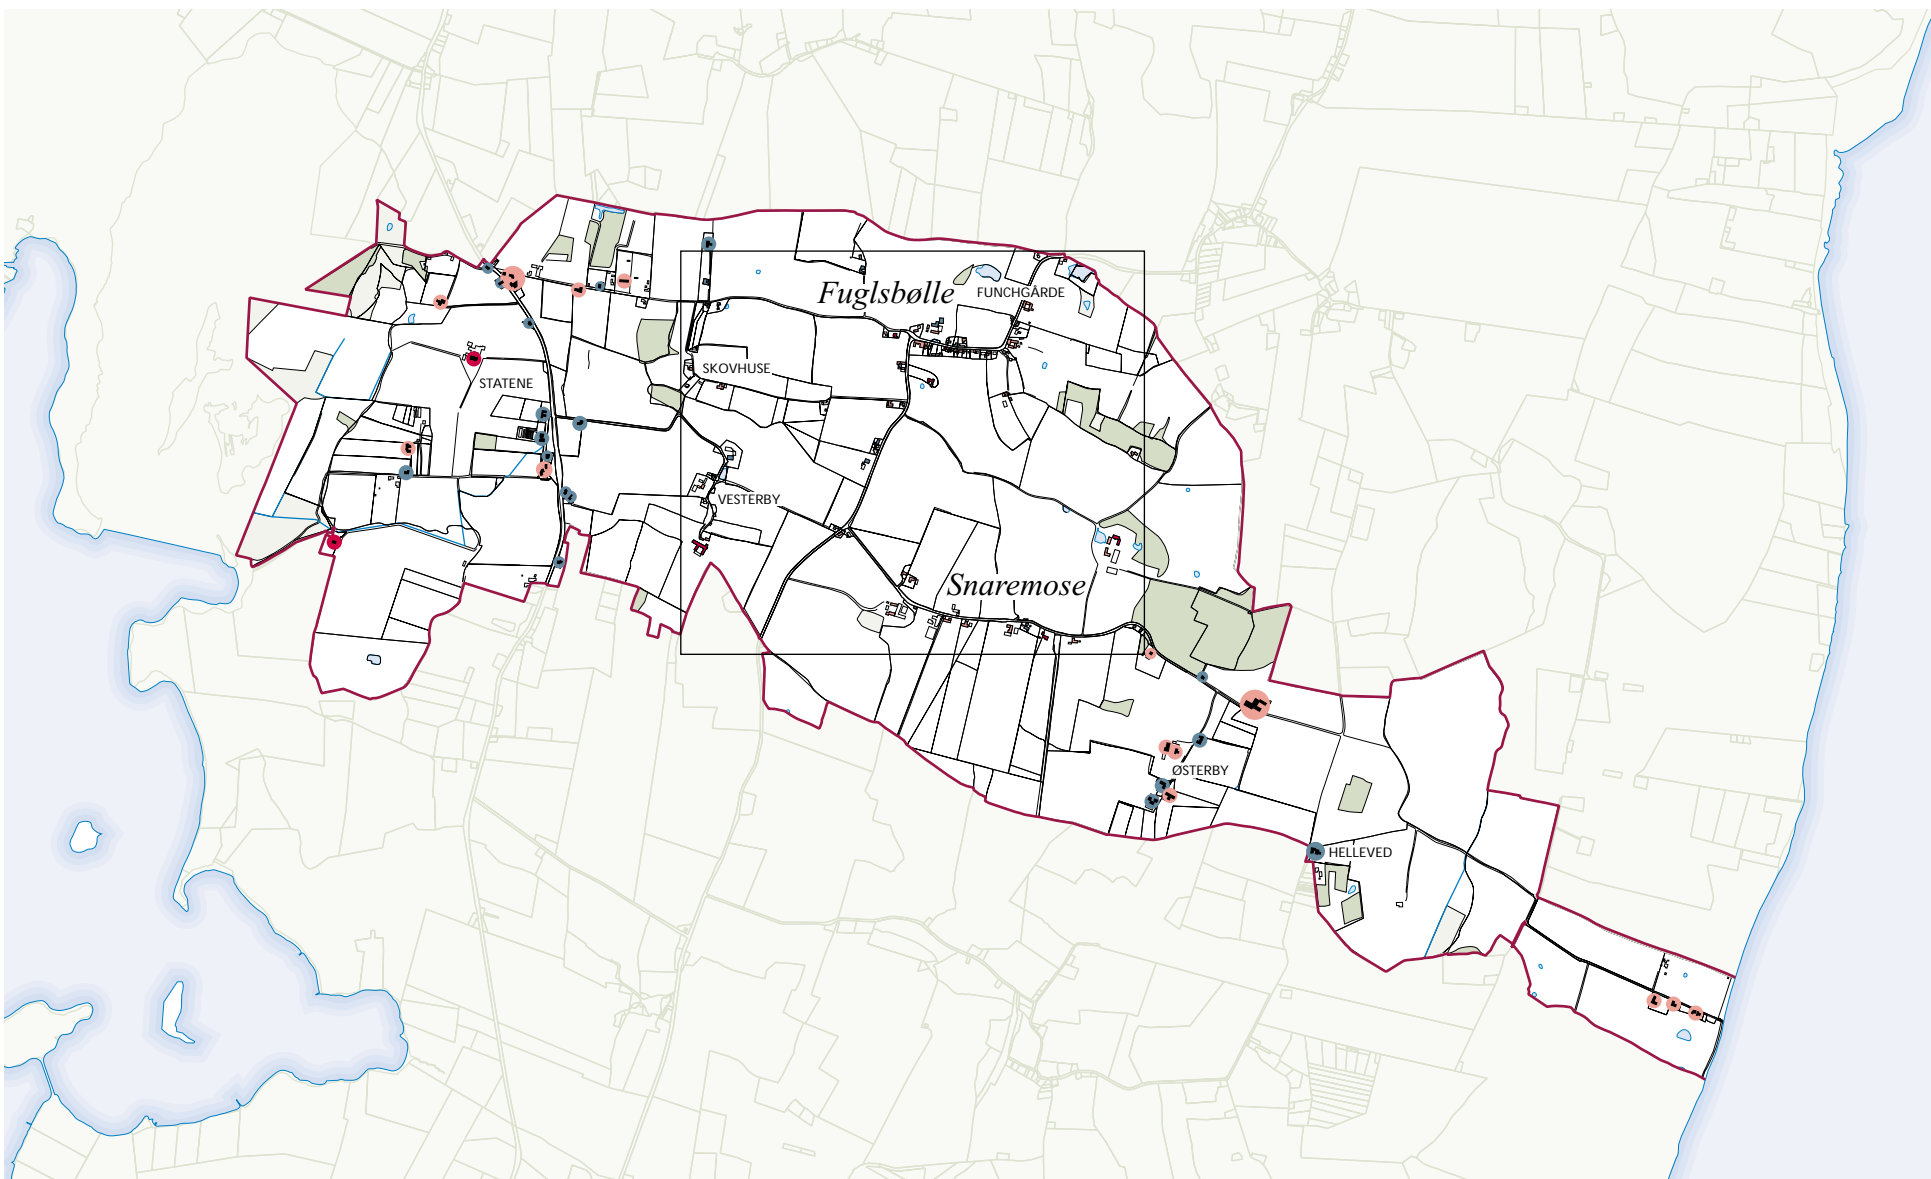 Fuglsbølle
FUNCHGÅRDE
SKOVHUSE
STATENE
VESTERBY
Snaremose
ØSTERBY
HELLEVED